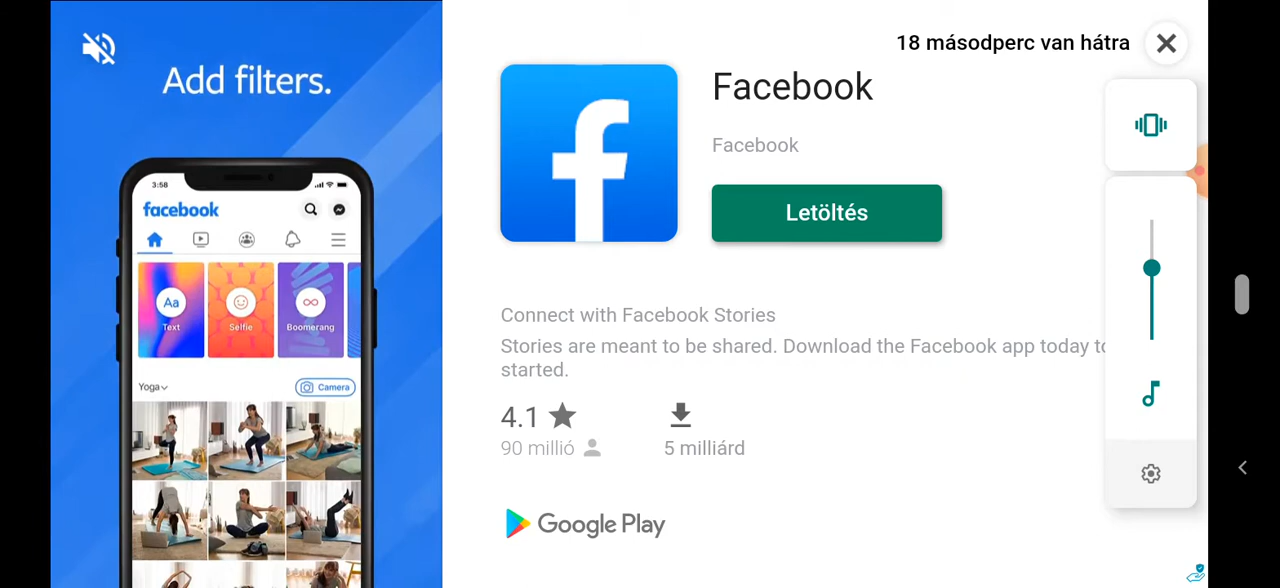 18 másodperc van hátra
Add filters.
3:58
facebook
Aa
Text
Selfie
Boomerang
Yoga
Camera
Facebook
Facebook
Letöltés
Connect with Facebook Stories
Stories are meant to be shared. Download the Facebook app today to
started.
4.1
90 millió
5 milliárd
Google Play